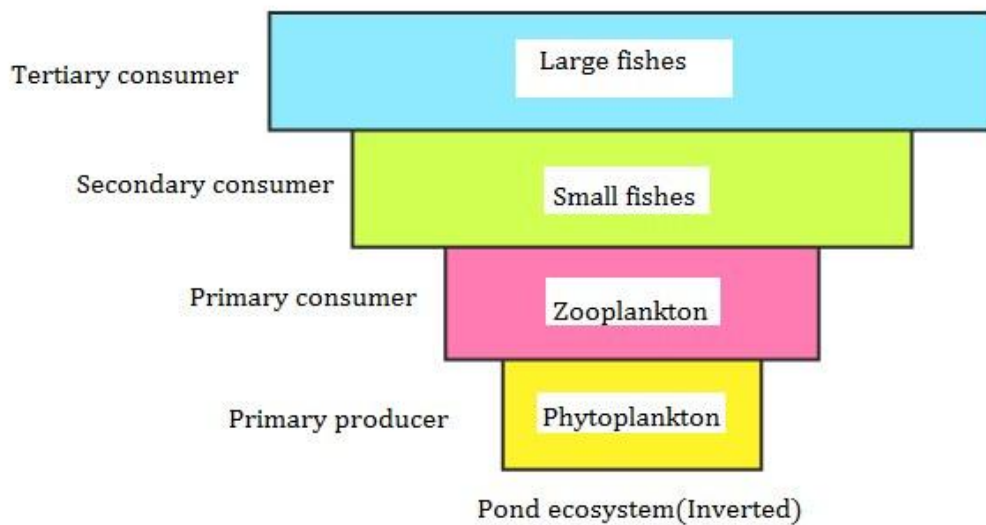 Tertiary consumer
Large fishes
Secondary consumer
Small fishes
Primary consumer
Zooplankton
Primary producer
Phytoplankton
Pond ecosystem(Inverted)